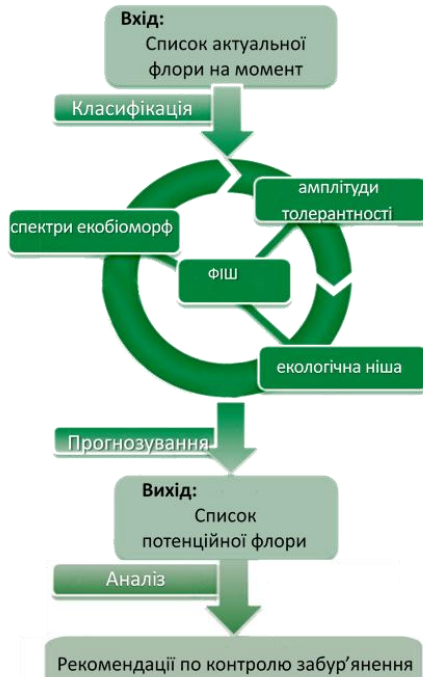 Вхід:
Список актуальної
флори на момент
Класифікація
амплітуди
толерантності
спектри екобіоморф
ФІШ
екологічна ніша
Прогнозування
Вихід:
Список
потенційної флори
Аналіз
Рекомендації по контролю забур’янення